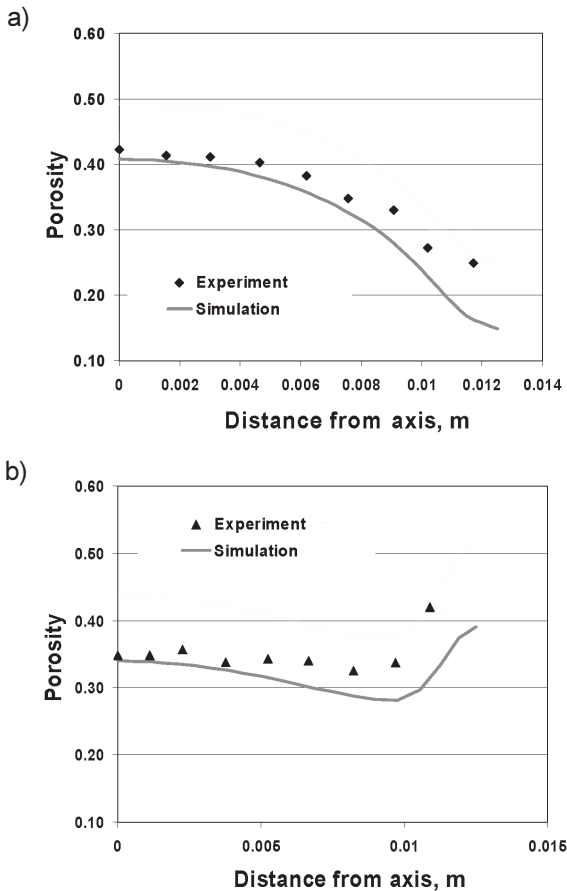 a)
0.60
0.50
0.40
0.30
0.20
0.10
Porosity
Experiment
Simulation
0 0.002 0.004 0.006 0.008 0.01 0.012 0.014
Distance from axis, m
b)
0.60
0.50
0.40
0.30
0.20
0.10
Porosity
Experiment
Simulation
0 0.005 0.01 0.015
Distance from axis, m